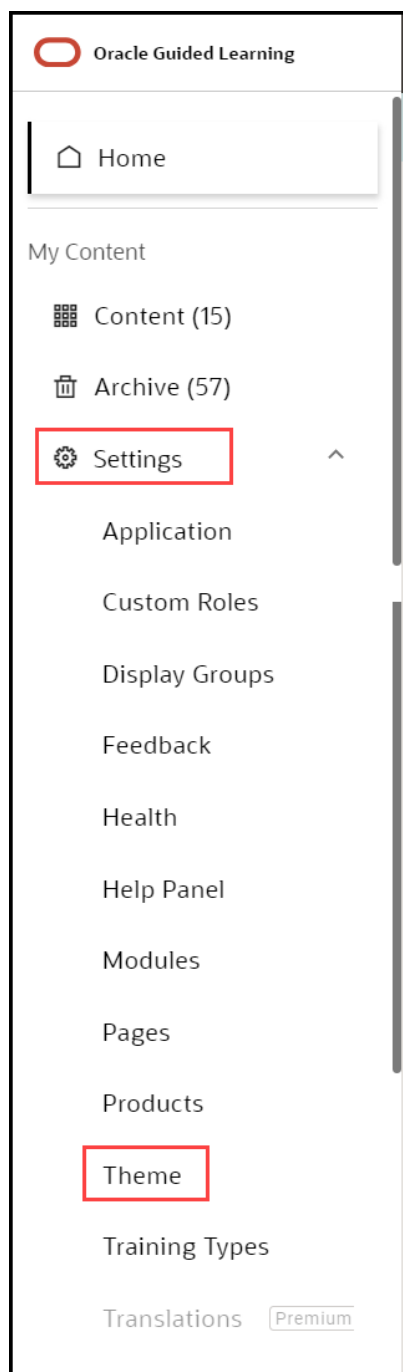 Oracle Guided Learning
Home
My Content
Content (15)
Archive (57)
Settings
Application
Custom Roles
Display Groups
Feedback
Health
Help Panel
Modules
Pages
Products
Theme
Training Types
Translations Premium